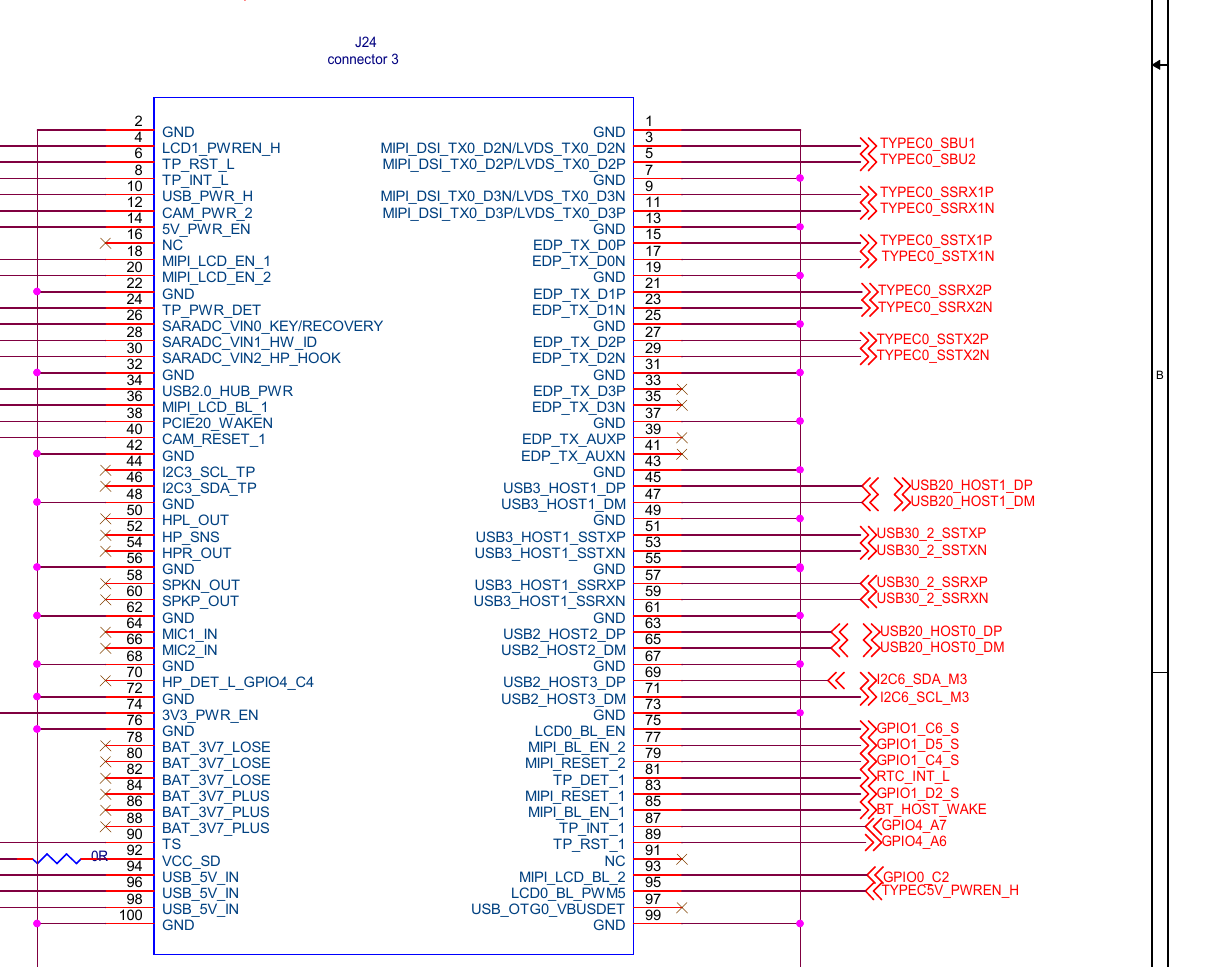 J24
connector 3
2 GND GND 1
4 LCD1_PWREN_H MIPI_DSI_TX0_D2N/LVDS_TX0_D2N 3 TYPEC0_SBU1
6 TP_RST_L MIPI_DSI_TX0_D2P/LVDS_TX0_D2P 5 TYPEC0_SBU2
8 TP_INT_L GND 7
10 USB_PWR_H MIPI_DSI_TX0_D3N/LVDS_TX0_D3N 9 TYPEC0_SSRX1P
12 CAM_PWR_2 MIPI_DSI_TX0_D3P/LVDS_TX0_D3P 11 TYPEC0_SSRX1N
14 5V_PWR_EN GND 13
16 NC EDP_TX_D0P 15 TYPEC0_SSTX1P
18 MIPI_LCD_EN_1 EDP_TX_D0N 17 TYPEC0_SSTX1N
20 MIPI_LCD_EN_2 GND 19
22 GND EDP_TX_D1P 21 TYPEC0_SSRX2P
24 TP_PWR_DET EDP_TX_D1N 23 TYPEC0_SSRX2N
26 SARADC_VIN0_KEY/RECOVERY GND 25
28 SARADC_VIN1_HW_ID EDP_TX_D2P 27 TYPEC0_SSTX2P
30 SARADC_VIN2_HP_HOOK EDP_TX_D2N 29 TYPEC0_SSTX2N
32 GND GND 31
34 USB2.0_HUB_PWR EDP_TX_D3P 33
36 MIPI_LCD_BL_1 EDP_TX_D3N 35
38 PCIE20_WAKEN GND 37
40 CAM_RESET_1 EDP_TX_AUXP 39
42 GND EDP_TX_AUXN 41
44 I2C3_SCL_TP GND 43
46 I2C3_SDA_TP USB3_HOST1_DP 45 USB20_HOST1_DP
48 GND USB3_HOST1_DM 47 USB20_HOST1_DM
50 HPL_OUT GND 49
52 HP_SNS USB3_HOST1_SSTXP 51 USB30_2_SSTXP
54 HPR_OUT USB3_HOST1_SSTXN 53 USB30_2_SSTXN
56 GND GND 55
58 SPKN_OUT USB3_HOST1_SSRXP 57 USB30_2_SSRXP
60 SPKP_OUT USB3_HOST1_SSRXN 59 USB30_2_SSRXN
62 GND GND 61
64 MIC1_IN USB2_HOST2_DP 63 USB20_HOST0_DP
66 MIC2_IN USB2_HOST2_DM 65 USB20_HOST0_DM
68 GND GND 67
70 HP_DET_L_GPIO4_C4 USB2_HOST3_DP 69 I2C6_SDA_M3
72 GND USB2_HOST3_DM 71 I2C6_SCL_M3
74 3V3_PWR_EN GND 73
76 GND LCD0_BL_EN 75 GPIO1_C6_S
78 BAT_3V7_LOSE MIPI_BL_EN_2 77 GPIO1_D5_S
80 BAT_3V7_LOSE MIPI_RESET_2 79 GPIO1_C4_S
82 BAT_3V7_LOSE TP_DET_1 81 RTC_INT_L
84 BAT_3V7_PLUS MIPI_RESET_1 83 GPIO1_D2_S
86 BAT_3V7_PLUS MIPI_BL_EN_1 85 BT_HOST_WAKE
88 BAT_3V7_PLUS TP_INT_1 87 GPIO4_A7
90 TS TP_RST_1 89 GPIO4_A6
0R 92 VCC_SD NC 91
94 USB_5V_IN MIPI_LCD_BL_2 93 GPIO0_C2
96 USB_5V_IN LCD0_BL_PWM5 95 TYPEC5V_PWREN_H
98 USB_5V_IN USB_OTG0_VBUSDET 97
100 GND GND 99
B